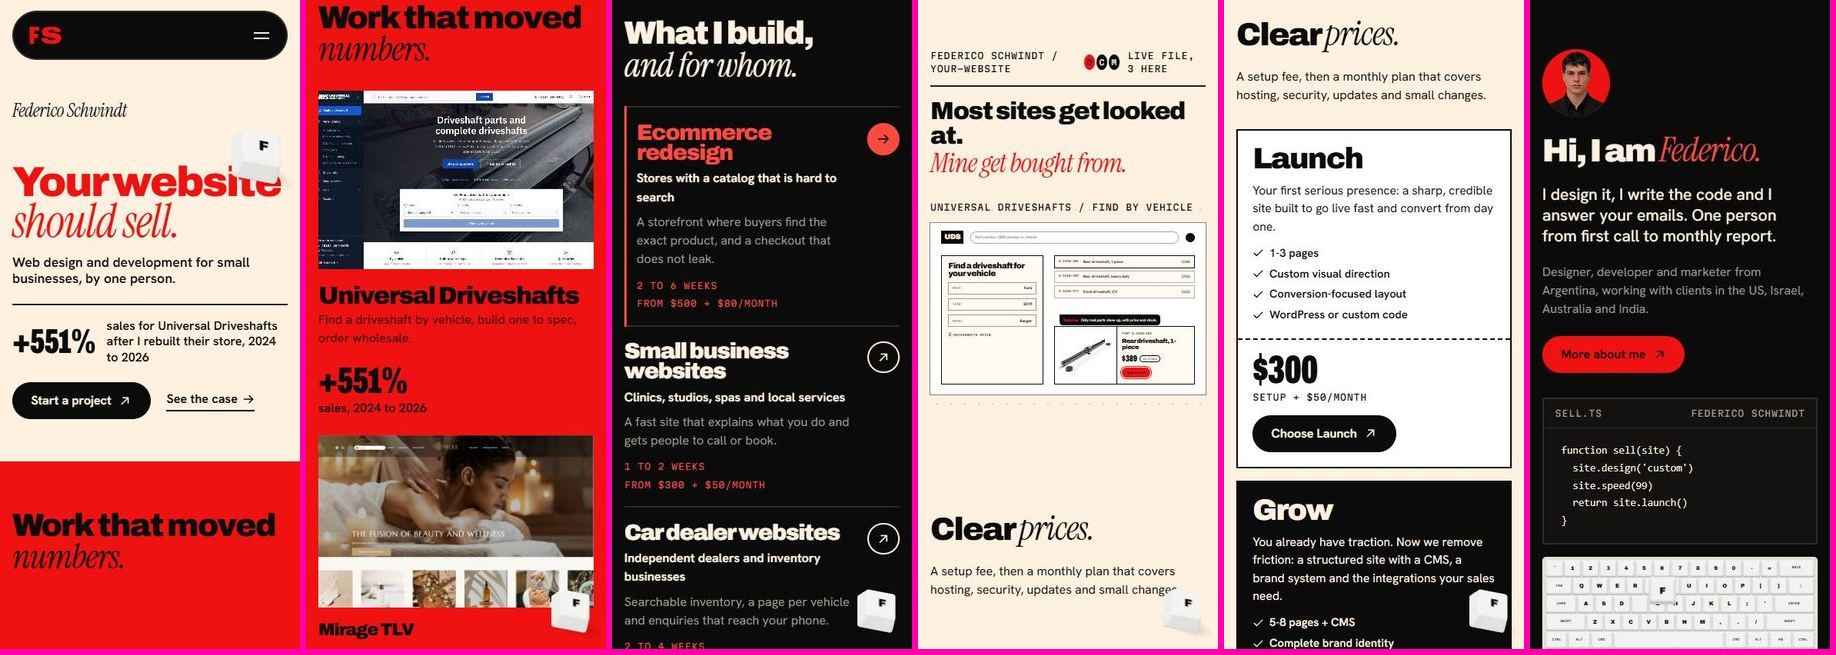 FS
Federico Schwindt
F
Your website
should sell.
Web design and development for small
businesses, by one person.
+551%
sales for Universal Driveshafts
after I rebuilt their store, 2024
to 2026
Start a project
See the case
Work that moved
numbers.
Work that moved
numbers.
Driveshaft parts and
complete driveshafts
Universal Driveshafts
Find a driveshaft by vehicle, build one to spec,
order wholesale.
+551%
sales, 2024 to 2026
THE FUSION OF BEAUTY AND WELLNESS
Mirage TLV
F
What I build,
and for whom.
Ecommerce
redesign
Stores with a catalog that is hard to
search
A storefront where buyers find the
exact product, and a checkout that
does not leak.
2 TO 6 WEEKS
FROM $500 + $80/MONTH
Small business
websites
Clinics, studios, spas and local services
A fast site that explains what you do and
gets people to call or book.
1 TO 2 WEEKS
FROM $300 + $50/MONTH
Car dealer websites
Independent dealers and inventory
businesses
Searchable inventory, a page per vehicle
and enquiries that reach your phone.
2 TO 4 WEEKS
F
FEDERICO SCHWINDT /
YOUR-WEBSITE
D C M
LIVE FILE,
3 HERE
Most sites get looked
at.
Mine get bought from.
UNIVERSAL DRIVESHAFTS / FIND BY VEHICLE
UDS
Find a driveshaft for
your vehicle
Rear driveshaft, 1-
piece
$389
Clear prices.
A setup fee, then a monthly plan that covers
hosting, security, updates and small changes.
F
Clear prices.
A setup fee, then a monthly plan that covers
hosting, security, updates and small changes.
Launch
Your first serious presence: a sharp, credible
site built to go live fast and convert from day
one.
1-3 pages
Custom visual direction
Conversion-focused layout
WordPress or custom code
$300
SETUP + $50/MONTH
Choose Launch
Grow
You already have traction. Now we remove
friction: a structured site with a CMS, a
brand system and the integrations your sales
need.
5-8 pages + CMS
Complete brand identity
F
Hi, I am Federico.
I design it, I write the code and I
answer your emails. One person
from first call to monthly report.
Designer, developer and marketer from
Argentina, working with clients in the US, Israel,
Australia and India.
More about me
SELL.TS
FEDERICO SCHWINDT
function sell(site) {
site.design('custom')
site.speed(99)
return site.launch()
}
1 2 3 4 5 6 7 8 9 0 - =
Q W E R U I O P [ ] \
A S D F H J K L ; '
Z X C V B N M , . /